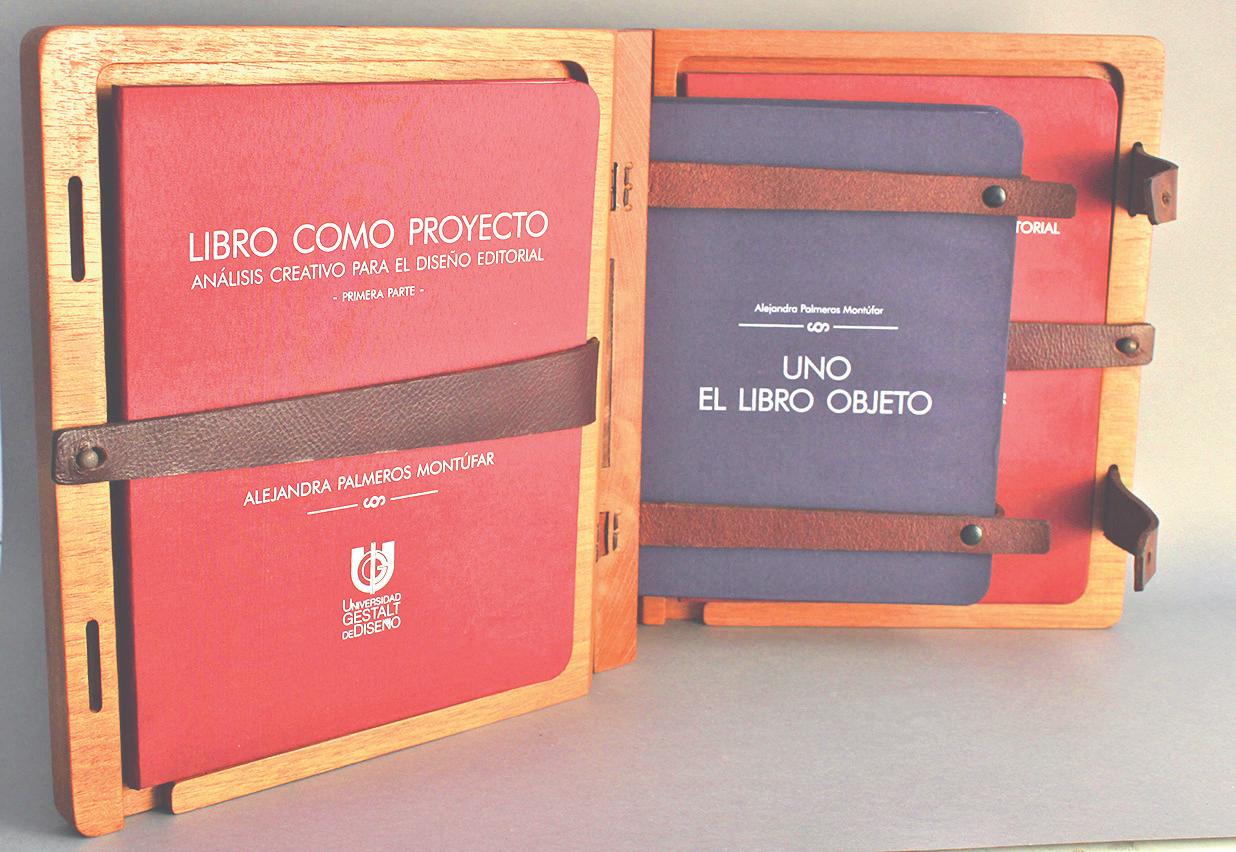 LIBRO COMO PROYECTO
ANÁLISIS CREATIVO PARA EL DISEÑO EDITORIAL
- PRIMERA PARTE -
ALEJANDRA PALMEROS MONTÚFAR
UNIVERSIDAD
GESTALT
DE DISEÑO
Alejandra Palmeros Montúfar
UNO
EL LIBRO OBJETO
TORIAL